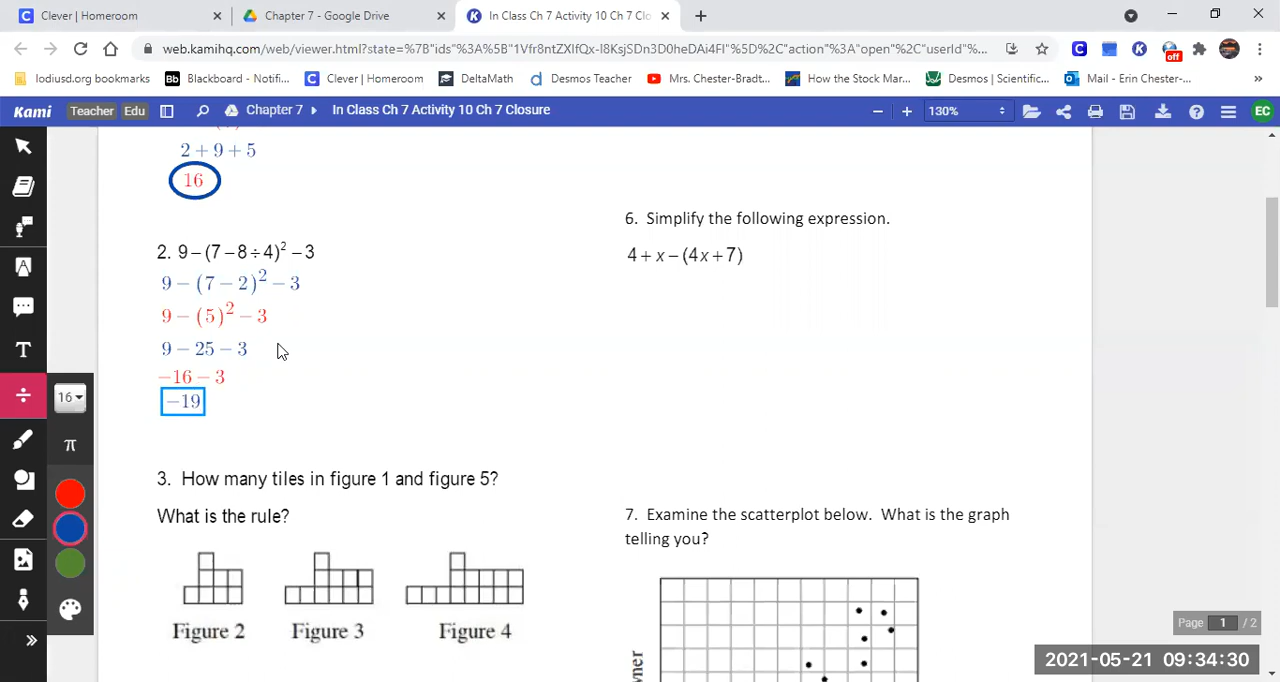 Clever | Homeroom
Chapter 7 - Google Drive
In Class Ch 7 Activity 10 Ch 7 Clo
web.kamihq.com/web/viewer.html?state=%7B"ids"%3A%5B"1Vfr8ntZXIfQx-I8KsjSDn3D0heDAi4FI"%5D%2C"action"%3A"open"%2C"userId"%...
off
lodiusd.org bookmarks
Blackboard - Notifi...
Clever | Homeroom
DeltaMath
Desmos Teacher
Mrs. Chester-Bradt...
How the Stock Mar...
Desmos | Scientific...
Mail - Erin Chester-...
»
Kami Teacher Edu
Chapter 7
In Class Ch 7 Activity 10 Ch 7 Closure
130%
EC
2 + 9 + 5
16
2. 9 – (7 – 8 ÷ 4)² – 3
9 − (7 − 2)² − 3
9 − (5)² − 3
9 − 25 − 3
−16 − 3
−19
3. How many tiles in figure 1 and figure 5?
What is the rule?
Figure 2 Figure 3 Figure 4
6. Simplify the following expression.
4 + x − (4x + 7)
7. Examine the scatterplot below. What is the graph
telling you?
16
π
Page 1 / 2
2021-05-21 09:34:30